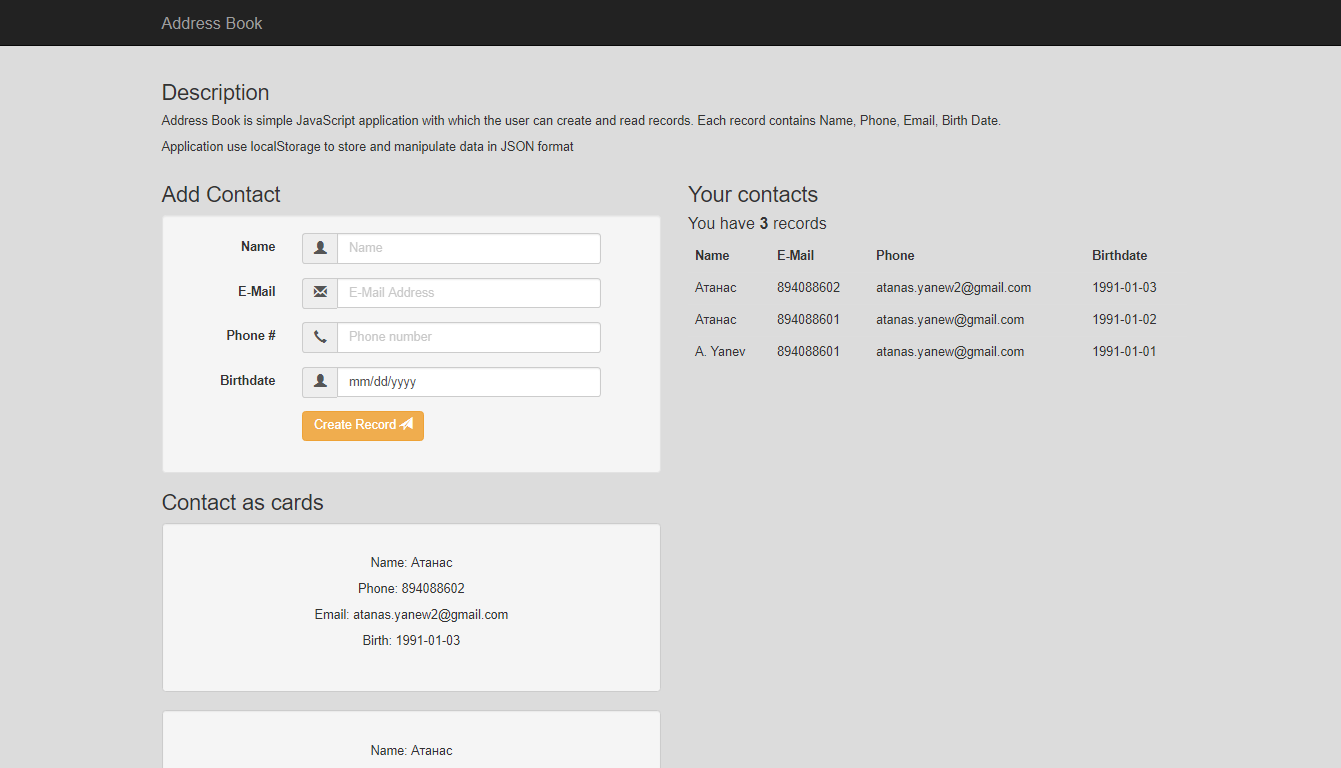 Address Book
Description
Address Book is simple JavaScript application with which the user can create and read records. Each record contains Name, Phone, Email, Birth Date.
Application use localStorage to store and manipulate data in JSON format
Add Contact
Name Name
E-Mail E-Mail Address
Phone # Phone number
Birthdate mm/dd/yyyy
Create Record
Contact as cards
Name: Атанас
Phone: 894088602
Email: atanas.yanew2@gmail.com
Birth: 1991-01-03
Name: Атанас
Your contacts
You have 3 records
Name E-Mail Phone Birthdate
Атанас 894088602 atanas.yanew2@gmail.com 1991-01-03
Атанас 894088601 atanas.yanew@gmail.com 1991-01-02
A. Yanev 894088601 atanas.yanew@gmail.com 1991-01-01